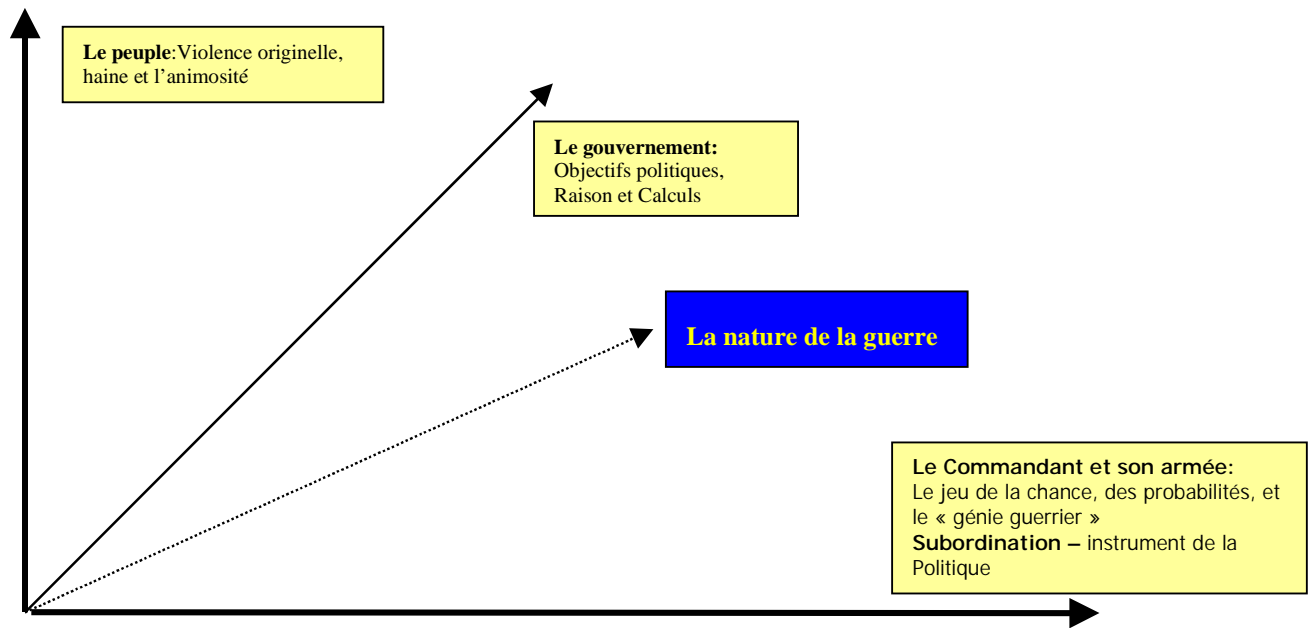 Le peuple:Violence originelle,
haine et l'animosité
Le gouvernement:
Objectifs politiques,
Raison et Calculs
La nature de la guerre
Le Commandant et son armée:
Le jeu de la chance, des probabilités, et
le « génie guerrier »
Subordination – instrument de la
Politique